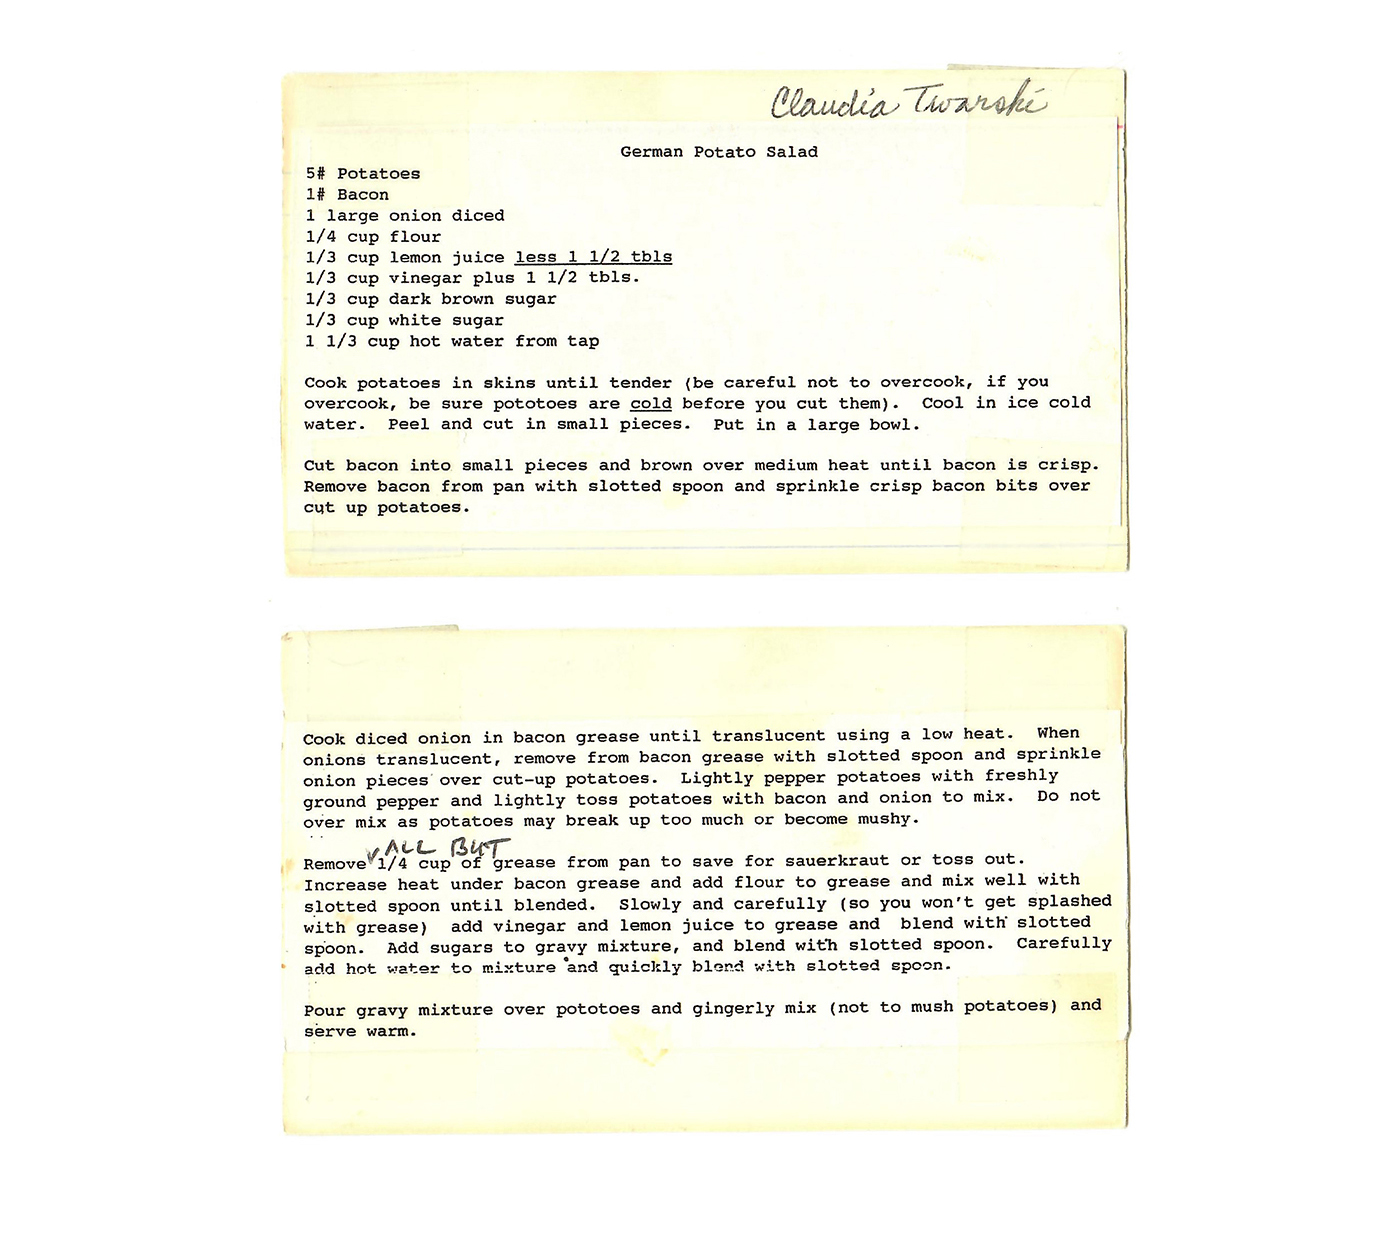 Claudia Twarski
German Potato Salad
5# Potatoes
1# Bacon
1 large onion diced
1/4 cup flour
1/3 cup lemon juice less 1 1/2 tbls
1/3 cup vinegar plus 1 1/2 tbls.
1/3 cup dark brown sugar
1/3 cup white sugar
1 1/3 cup hot water from tap
Cook potatoes in skins until tender (be careful not to overcook, if you
overcook, be sure pototoes are cold before you cut them). Cool in ice cold
water. Peel and cut in small pieces. Put in a large bowl.
Cut bacon into small pieces and brown over medium heat until bacon is crisp.
Remove bacon from pan with slotted spoon and sprinkle crisp bacon bits over
cut up potatoes.
Cook diced onion in bacon grease until translucent using a low heat. When
onions translucent, remove from bacon grease with slotted spoon and sprinkle
onion pieces over cut-up potatoes. Lightly pepper potatoes with freshly
ground pepper and lightly toss potatoes with bacon and onion to mix. Do not
over mix as potatoes may break up too much or become mushy.
ALL BUT
Remove 1/4 cup of grease from pan to save for sauerkraut or toss out.
Increase heat under bacon grease and add flour to grease and mix well with
slotted spoon until blended. Slowly and carefully (so you won't get splashed
with grease) add vinegar and lemon juice to grease and blend with slotted
spoon. Add sugars to gravy mixture, and blend with slotted spoon. Carefully
add hot water to mixture and quickly blend with slotted spoon.
Pour gravy mixture over pototoes and gingerly mix (not to mush potatoes) and
serve warm.